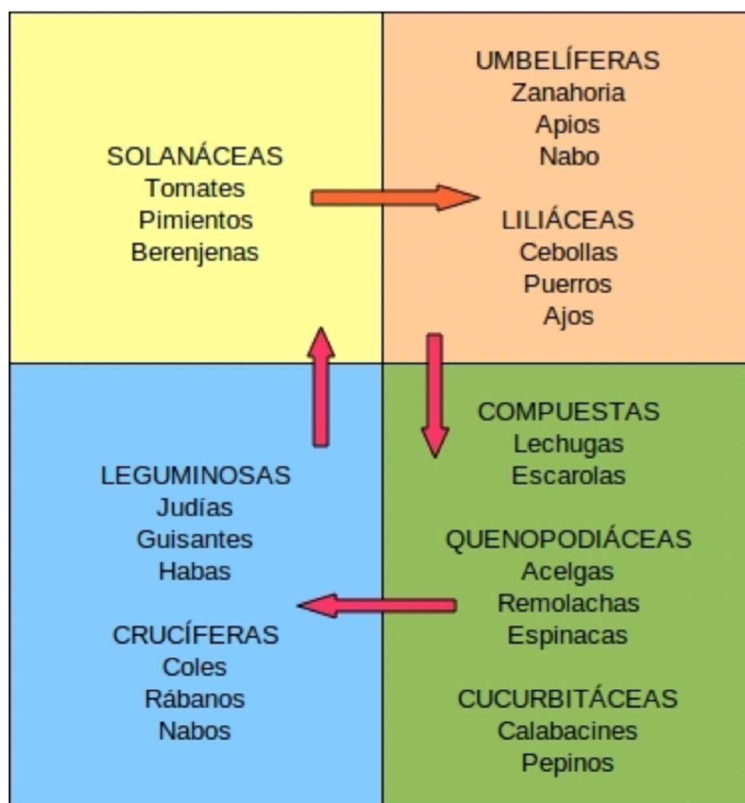 SOLANÁCEAS
Tomates
Pimientos
Berenjenas
UMBELÍFERAS
Zanahoria
Apios
Nabo
LILIÁCEAS
Cebollas
Puerros
Ajos
LEGUMINOSAS
Judías
Guisantes
Habas
CRUCÍFERAS
Coles
Rábanos
Nabos
COMPUESTAS
Lechugas
Escarolas
QUENOPODIÁCEAS
Acelgas
Remolachas
Espinacas
CUCURBITÁCEAS
Calabacines
Pepinos